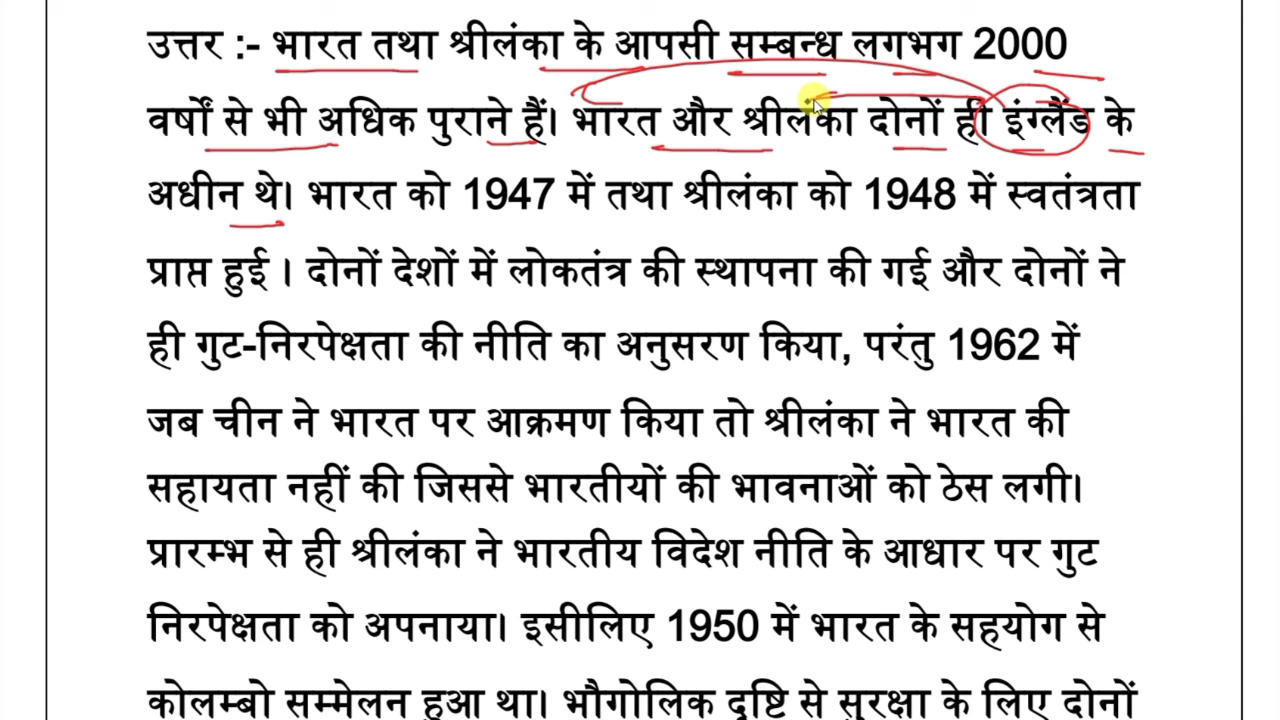 उत्तर :- भारत तथा श्रीलंका के आपसी सम्बन्ध लगभग 2000
वर्षों से भी अधिक पुराने हैं। भारत और श्रीलंका दोनों ही इंग्लैंड के
अधीन थे। भारत को 1947 में तथा श्रीलंका को 1948 में स्वतंत्रता
प्राप्त हुई । दोनों देशों में लोकतंत्र की स्थापना की गई और दोनों ने
ही गुट-निरपेक्षता की नीति का अनुसरण किया, परंतु 1962 में
जब चीन ने भारत पर आक्रमण किया तो श्रीलंका ने भारत की
सहायता नहीं की जिससे भारतीयों की भावनाओं को ठेस लगी।
प्रारम्भ से ही श्रीलंका ने भारतीय विदेश नीति के आधार पर गुट
निरपेक्षता को अपनाया। इसीलिए 1950 में भारत के सहयोग से
कोलम्बो सम्मेलन हुआ था। भौगोलिक दृष्टि से सुरक्षा के लिए दोनों